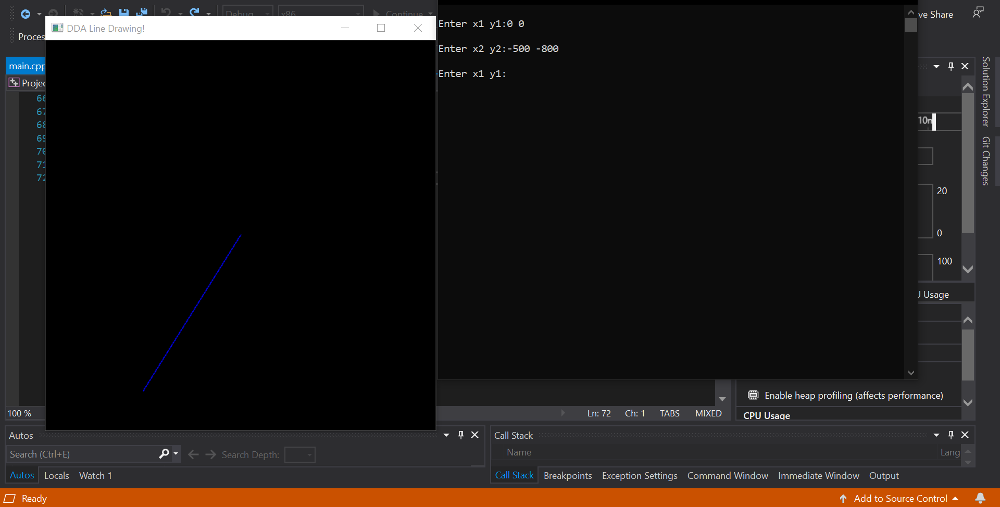 Debug
x86
Continue
ve Share
DDA Line Drawing!
Proces
Enter x1 y1:0 0
Enter x2 y2:-500 -800
Enter x1 y1:
main.cpp
Projec
66
67
68
69
70
71
72
Solution Explorer
Git Changes
10m
20
0
100
U Usage
Enable heap profiling (affects performance)
CPU Usage
100 %
Ln: 72 Ch: 1 TABS MIXED
Autos
Search (Ctrl+E)
Search Depth:
Autos Locals Watch 1
Call Stack
Name
Lang
Call Stack Breakpoints Exception Settings Command Window Immediate Window Output
Ready
Add to Source Control